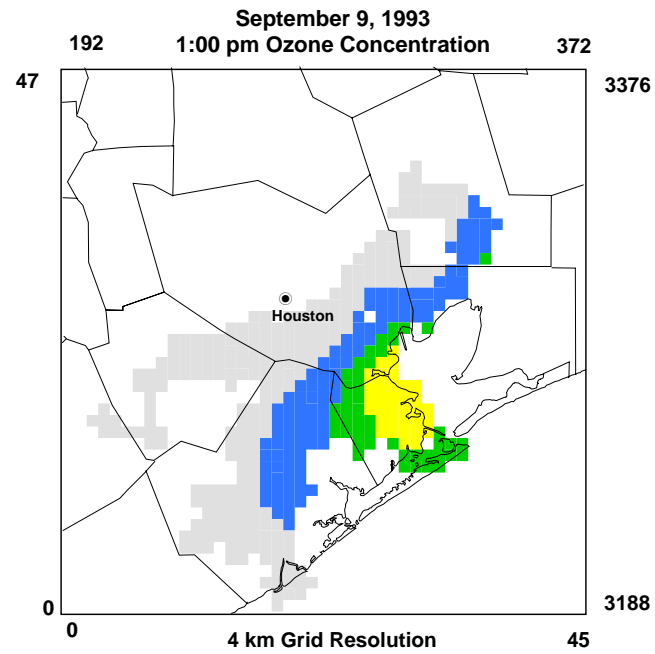 September 9, 1993
192 1:00 pm Ozone Concentration 372
47 3376
Houston
0 3188
0 4 km Grid Resolution 45